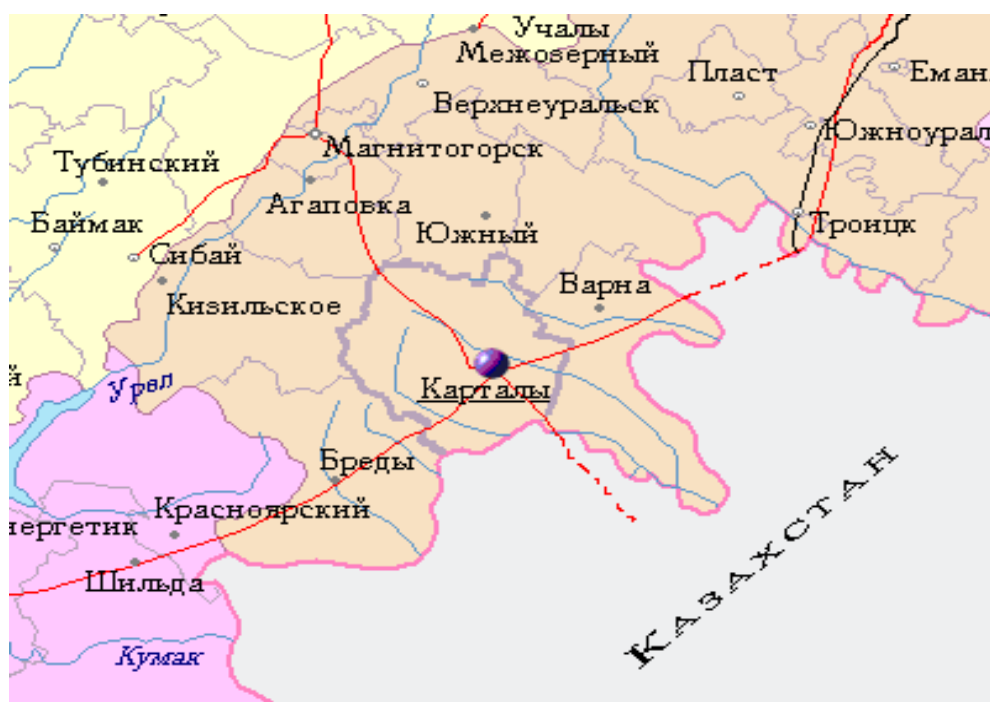 Учалы
Межозерный
Пласт
Еман
Верхнеуральск
Южноурал
Магнитогорск
Тубинский
Агаповка
Баймак
Южный
Троицк
Сибай
Варна
Кизильское
й
Урал
Карталы
Бреды
Красноярский
нергетик
Шильда
Кумак
КАЗАХСТАН